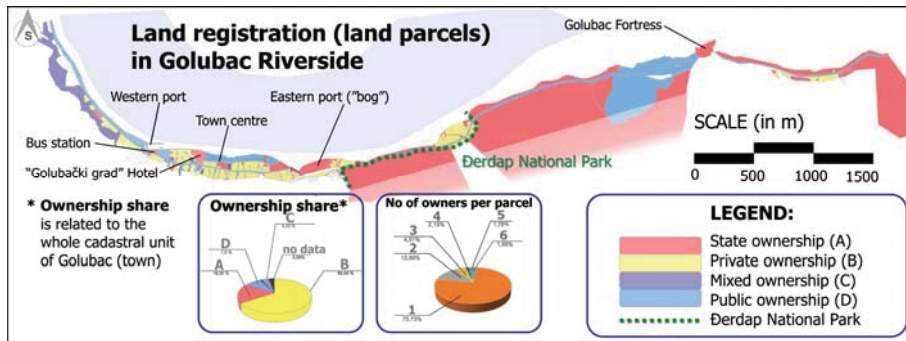 S
Land registration (land parcels)
in Golubac Riverside
Golubac Fortress
Western port
Eastern port ("bog")
Town centre
Bus station
"Golubački grad" Hotel
Đerdap National Park
SCALE (in m)
0 500 1000 1500
* Ownership share
is related to the
whole cadastral unit
of Golubac (town)
Ownership share*
C
D
no data
A
B
No of owners per parcel
4
5
3
6
2
1
75,73%
LEGEND:
State ownership (A)
Private ownership (B)
Mixed ownership (C)
Public ownership (D)
Đerdap National Park